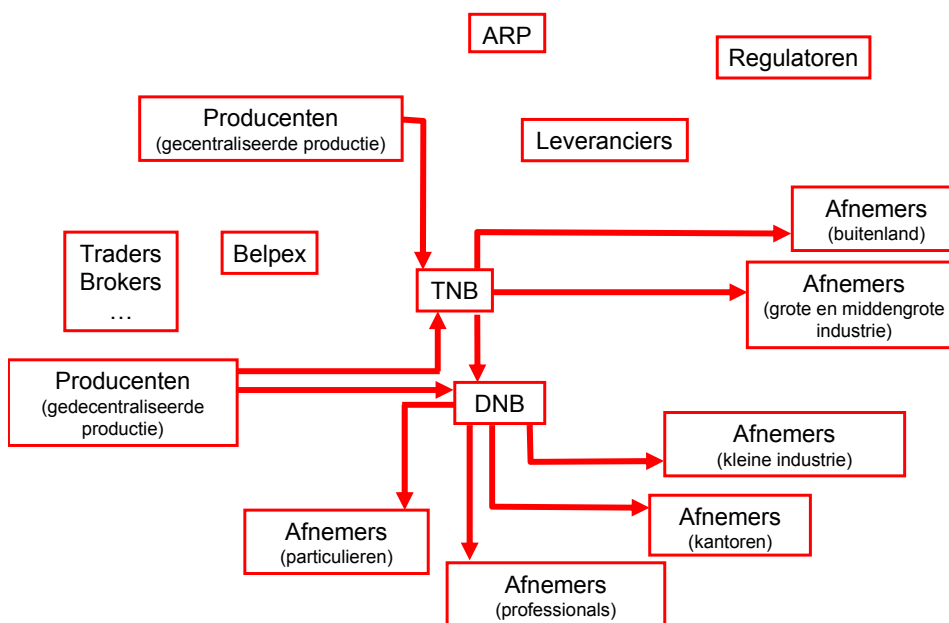 ARP
Regulatoren
Producenten
(gecentraliseerde productie)
Leveranciers
Afnemers
(buitenland)
Traders
Brokers
…
Belpex
TNB
Afnemers
(grote en middengrote
industrie)
Producenten
(gedecentraliseerde
productie)
DNB
Afnemers
(kleine industrie)
Afnemers
(kantoren)
Afnemers
(particulieren)
Afnemers
(professionals)